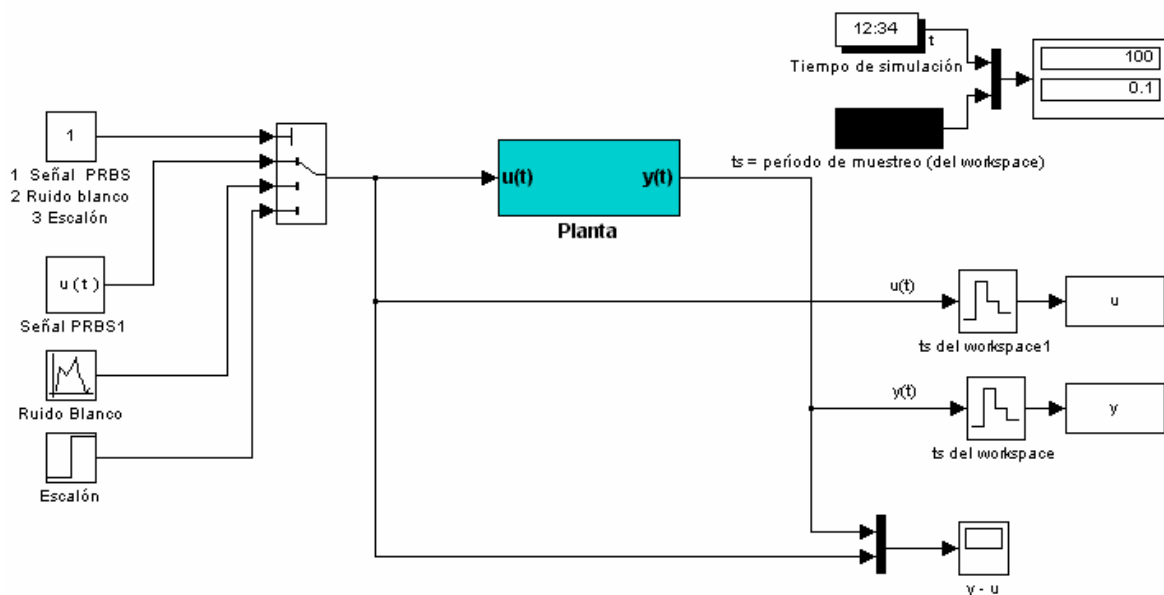 12:34
t
Tiempo de simulación
100
0.1
ts = período de muestreo (del workspace)
1
1 Señal PRBS
2 Ruido blanco
3 Escalón
u(t)
y(t)
Planta
u(t)
Señal PRBS1
u(t)
u
ts del workspace1
Ruido Blanco
y(t)
y
ts del workspace
Escalón
y - u